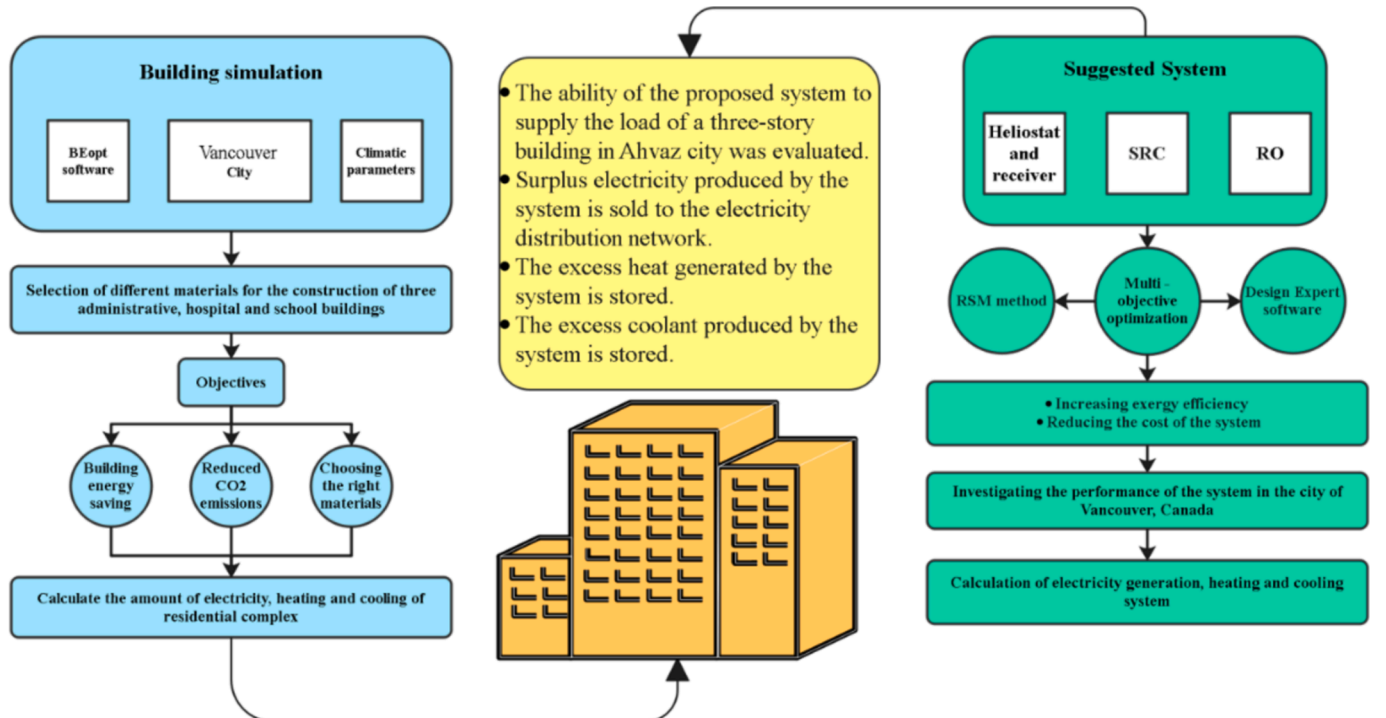 Building simulation
BEopt
software
Vancouver
City
Climatic
parameters
Selection of different materials for the construction of three
administrative, hospital and school buildings
Objectives
Building
energy
saving
Reduced
CO2
emissions
Choosing
the right
materials
Calculate the amount of electricity, heating and cooling of
residential complex
• The ability of the proposed system to
supply the load of a three-story
building in Ahvaz city was evaluated.
• Surplus electricity produced by the
system is sold to the electricity
distribution network.
• The excess heat generated by the
system is stored.
• The excess coolant produced by the
system is stored.
Suggested System
Heliostat
and
receiver
SRC
RO
RSM method
Multi -
objective
optimization
Design Expert
software
• Increasing exergy efficiency
• Reducing the cost of the system
Investigating the performance of the system in the city of
Vancouver, Canada
Calculation of electricity generation, heating and cooling
system